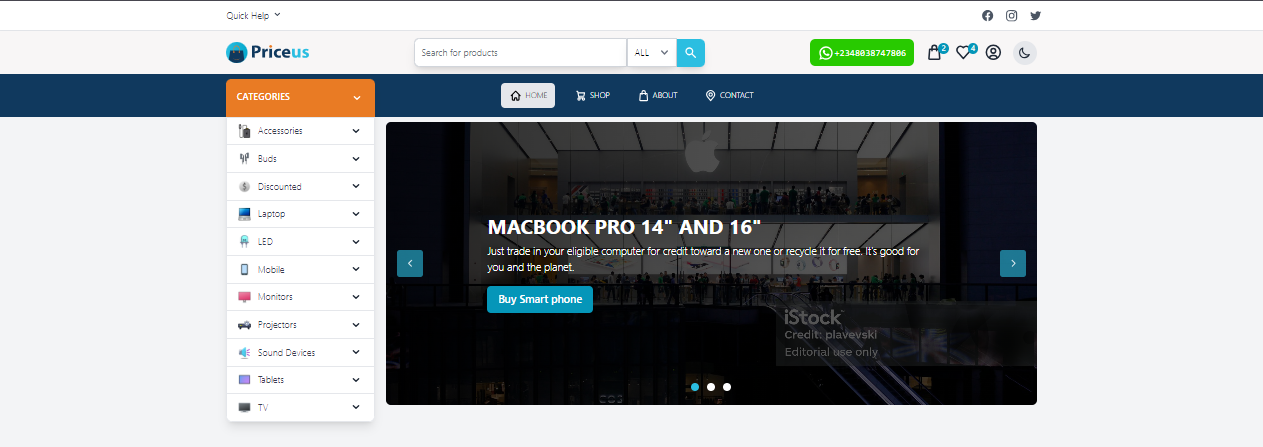 Quick Help
Priceus
Search for products
ALL
+2348038747806
2
4
CATEGORIES
HOME
SHOP
ABOUT
CONTACT
Accessories
Buds
Discounted
Laptop
LED
Mobile
Monitors
Projectors
Sound Devices
Tablets
TV
MACBOOK PRO 14" AND 16"
Just trade in your eligible computer for credit toward a new one or recycle it for free. It's good for
you and the planet.
Buy Smart phone
iStock
Credit: plavevski
Editorial use only